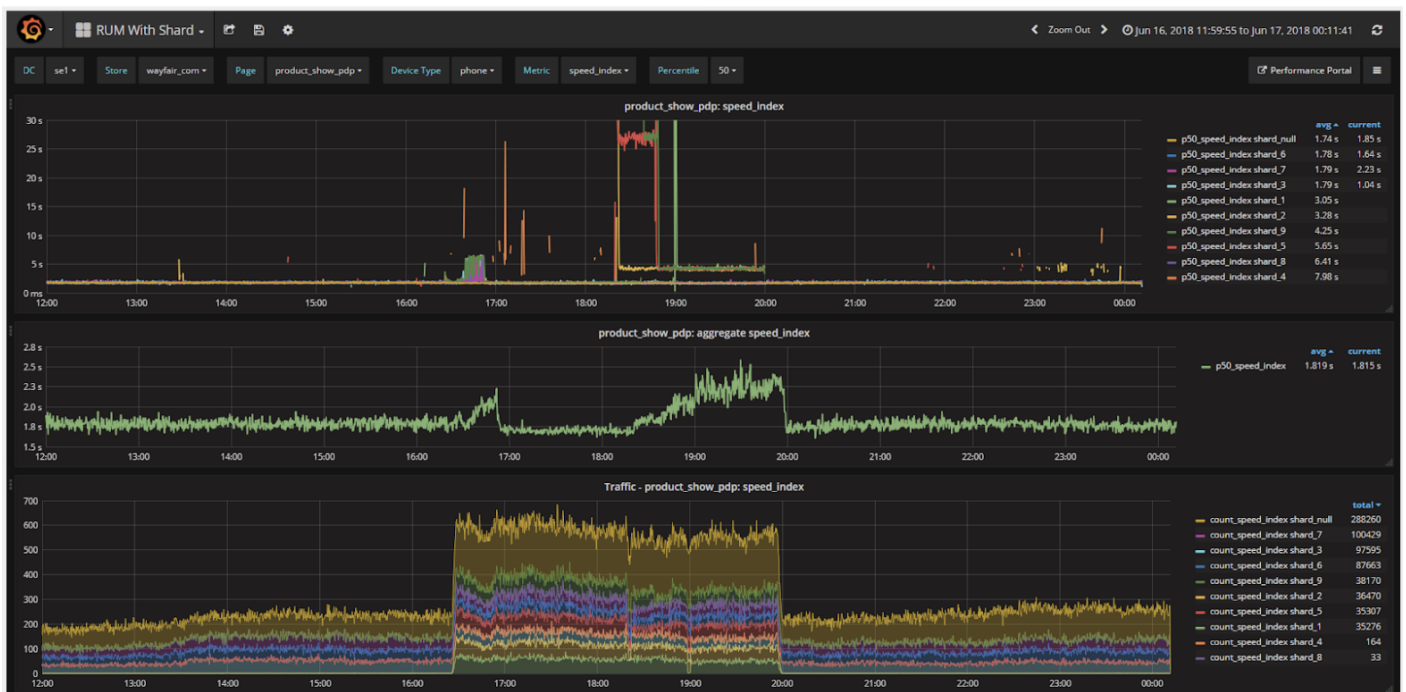 RUM With Shard
Zoom Out
Jun 16, 2018 11:59:55 to Jun 17, 2018 00:11:41
DC se1 Store wayfair_com Page product_show_pdp Device Type phone Metric speed_index Percentile 50 Performance Portal
product_show_pdp: speed_index
30 s
25 s
20 s
15 s
10 s
5 s
0 ms
12:00 13:00 14:00 15:00 16:00 17:00 18:00 19:00 20:00 21:00 22:00 23:00 00:00
avg current
p50_speed_index shard_null 1.74 s 1.85 s
p50_speed_index shard_6 1.78 s 1.64 s
p50_speed_index shard_7 1.79 s 2.23 s
p50_speed_index shard_3 1.79 s 1.04 s
p50_speed_index shard_1 3.05 s
p50_speed_index shard_2 3.28 s
p50_speed_index shard_9 4.25 s
p50_speed_index shard_5 5.65 s
p50_speed_index shard_8 6.41 s
p50_speed_index shard_4 7.98 s
product_show_pdp: aggregate speed_index
2.8 s
2.5 s
2.3 s
2.0 s
1.8 s
1.5 s
12:00 13:00 14:00 15:00 16:00 17:00 18:00 19:00 20:00 21:00 22:00 23:00 00:00
avg current
p50_speed_index 1.819 s 1.815 s
Traffic - product_show_pdp: speed_index
700
600
500
400
300
200
100
0
12:00 13:00 14:00 15:00 16:00 17:00 18:00 19:00 20:00 21:00 22:00 23:00 00:00
total
count_speed_index shard_null 288260
count_speed_index shard_7 100429
count_speed_index shard_3 97595
count_speed_index shard_6 87663
count_speed_index shard_9 38170
count_speed_index shard_2 36470
count_speed_index shard_5 35307
count_speed_index shard_1 35276
count_speed_index shard_4 164
count_speed_index shard_8 33